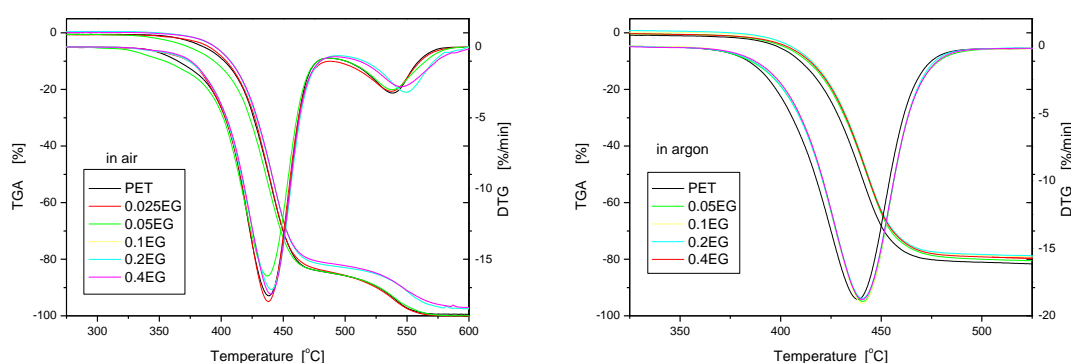 0
-20
-40
-60
-80
-100
TGA [%]
in air
PET
0.025EG
0.05EG
0.1EG
0.2EG
0.4EG
0
-5
-10
-15
DTG [%/min]
300
350
400
450
500
550
600
Temperature [°C]
0
-20
-40
-60
-80
-100
TGA [%]
in argon
PET
0.05EG
0.1EG
0.2EG
0.4EG
0
-5
-10
-15
-20
DTG [%/min]
350
400
450
500
Temperature [°C]